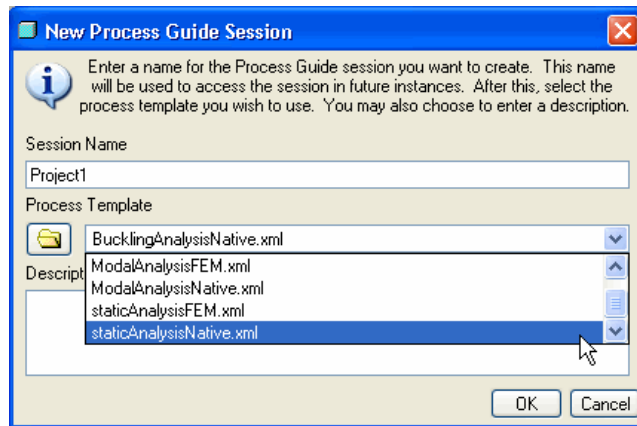 New Process Guide Session
Enter a name for the Process Guide session you want to create. This name
will be used to access the session in future instances. After this, select the
process template you wish to use. You may also choose to enter a description.
Session Name
Project1
Process Template
BucklingAnalysisNative.xml
Descript
ModalAnalysisFEM.xml
ModalAnalysisNative.xml
staticAnalysisFEM.xml
staticAnalysisNative.xml
OK
Cancel